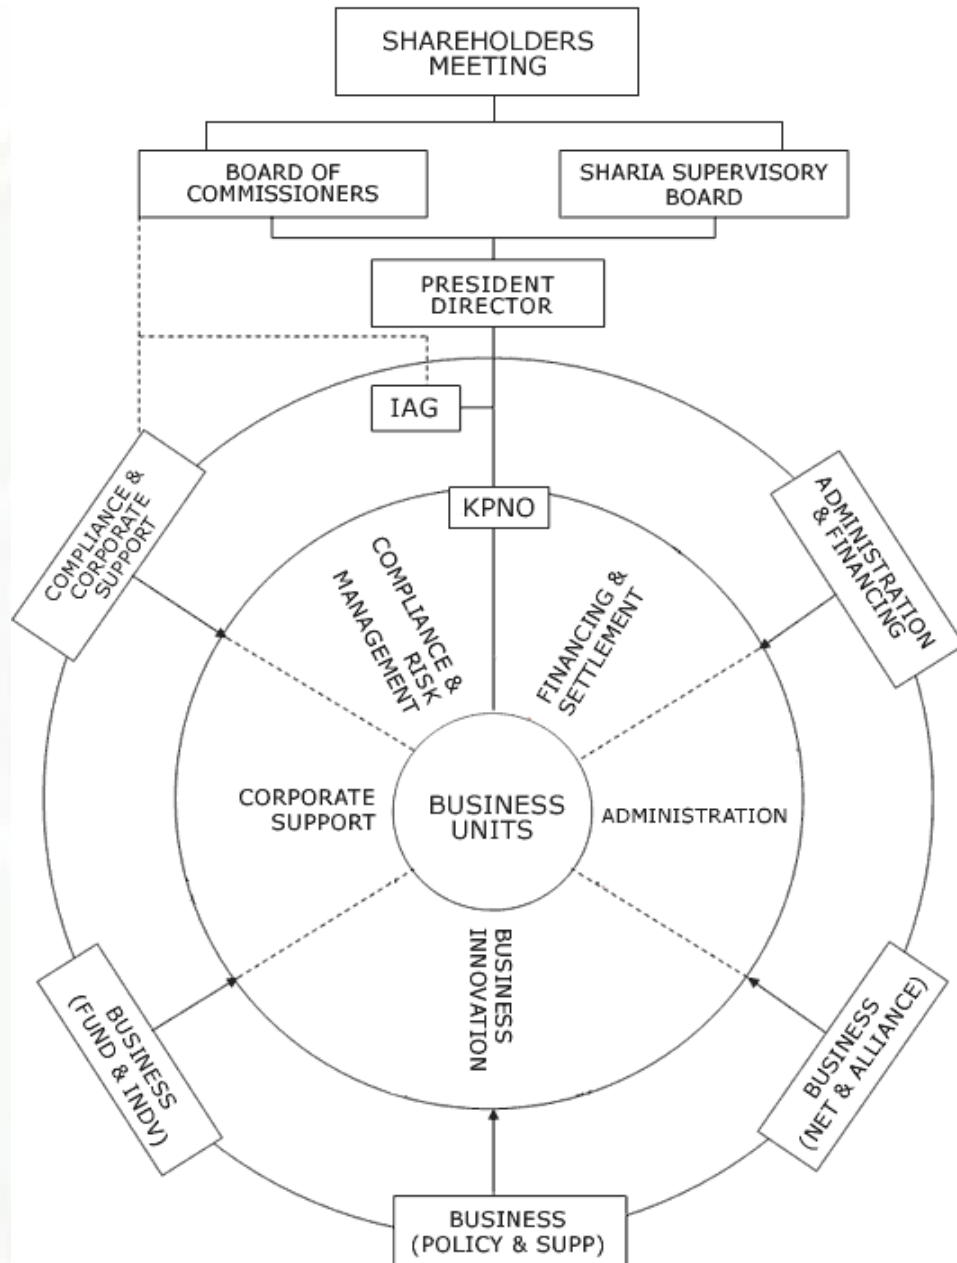 SHAREHOLDERS
MEETING
BOARD OF
COMMISSIONERS
SHARIA SUPERVISORY
BOARD
PRESIDENT
DIRECTOR
IAG
KPNO
COMPLIANCE &
CORPORATE
SUPPORT
ADMINISTRATION
& FINANCING
COMPLIANCE &
RISK
MANAGEMENT
FINANCING &
SETTLEMENT
CORPORATE
SUPPORT
BUSINESS
UNITS
ADMINISTRATION
BUSINESS
INNOVATION
BUSINESS
(FUND & INDV)
BUSINESS
(NET & ALLIANCE)
BUSINESS
(POLICY & SUPP)